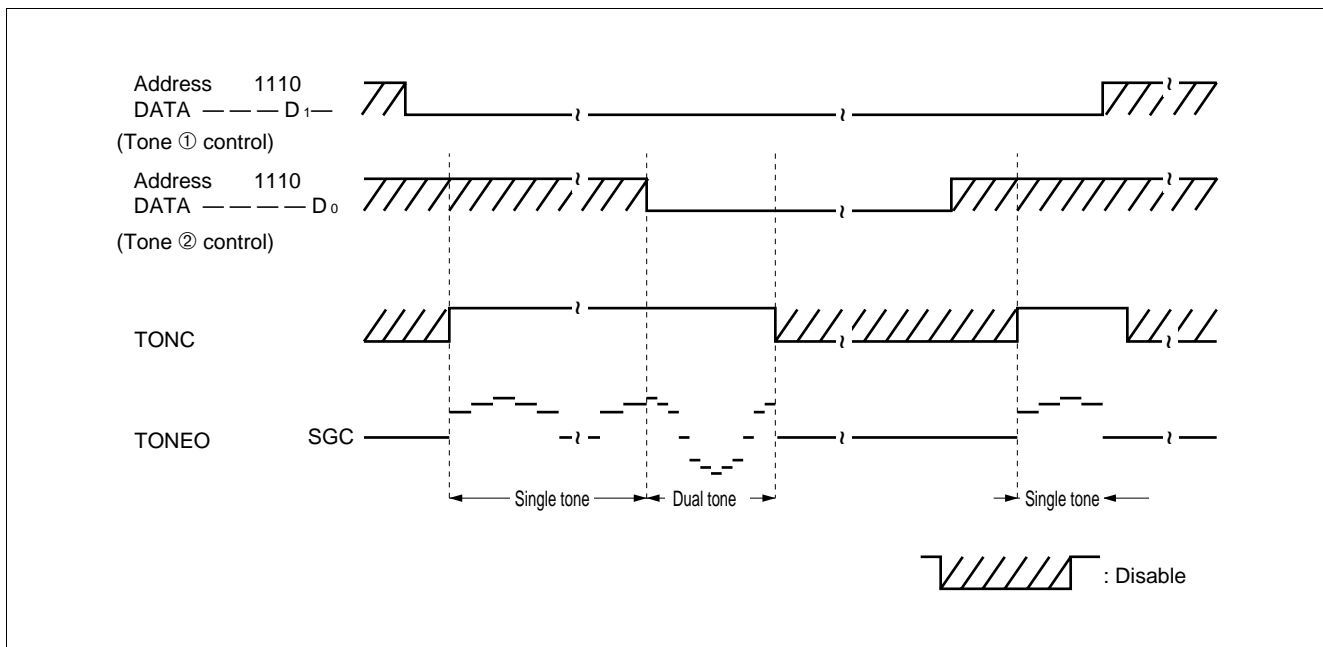 Address 1110
DATA — — — D1—
(Tone ① control)
Address 1110
DATA — — — — D0
(Tone ② control)
TONC
TONEO SGC
Single tone Dual tone Single tone
: Disable